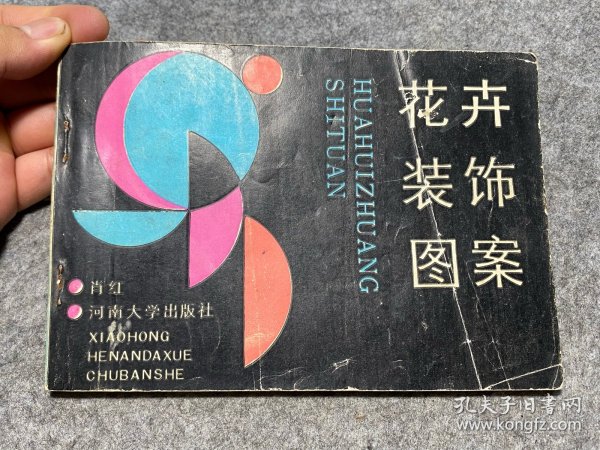 花卉
装饰
图案
HUAHUIZHUANG
SHITUAN
肖红
河南大学出版社
XIAOHONG
HENANDAXUE
CHUBANSHE
孔夫子旧书网
www.kongfz.com